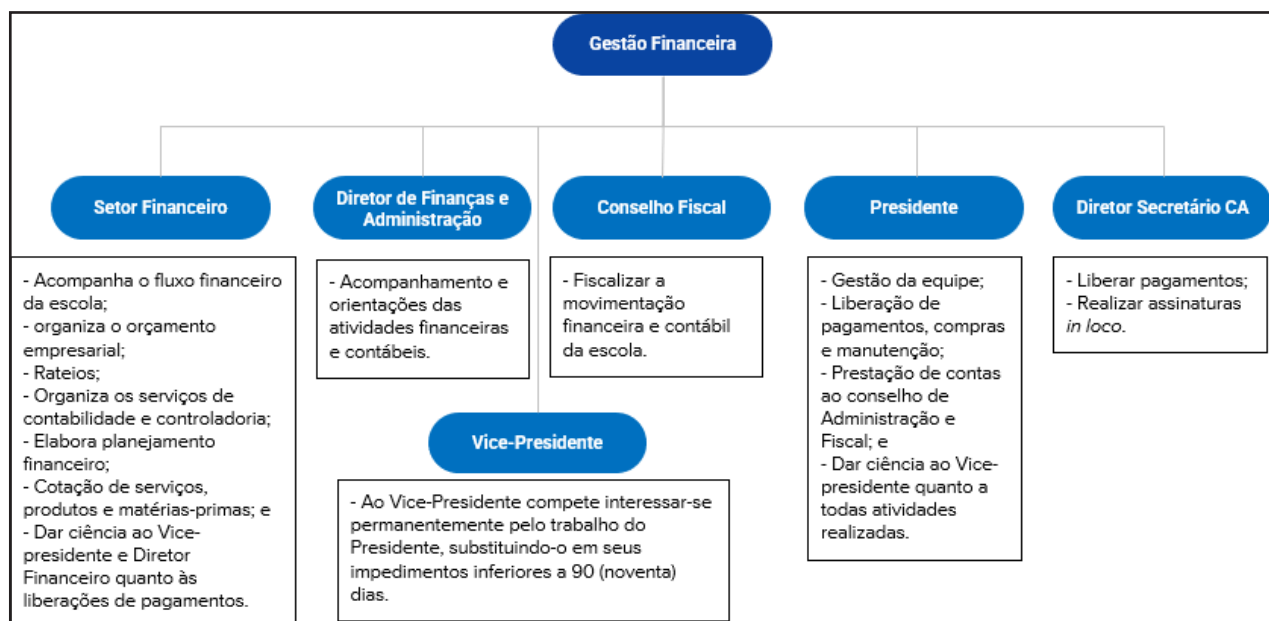 Gestão Financeira
Setor Financeiro
- Acompanha o fluxo financeiro
da escola;
- organiza o orçamento
empresarial;
- Rateios;
- Organiza os serviços de
contabilidade e controladoria;
- Elabora planejamento
financeiro;
- Cotação de serviços,
produtos e matérias-primas; e
- Dar ciência ao Vice-
presidente e Diretor
Financeiro quanto às
liberações de pagamentos.
Diretor de Finanças e
Administração
- Acompanhamento e
orientações das
atividades financeiras
e contábeis.
Conselho Fiscal
- Fiscalizar a
movimentação
financeira e contábil
da escola.
Presidente
- Gestão da equipe;
- Liberação de
pagamentos, compras
e manutenção;
- Prestação de contas
ao conselho de
Administração e
Fiscal; e
- Dar ciência ao Vice-
presidente quanto a
todas atividades
realizadas.
Diretor Secretário CA
- Liberar pagamentos;
- Realizar assinaturas
in loco.
Vice-Presidente
- Ao Vice-Presidente compete interessar-se
permanentemente pelo trabalho do
Presidente, substituindo-o em seus
impedimentos inferiores a 90 (noventa)
dias.